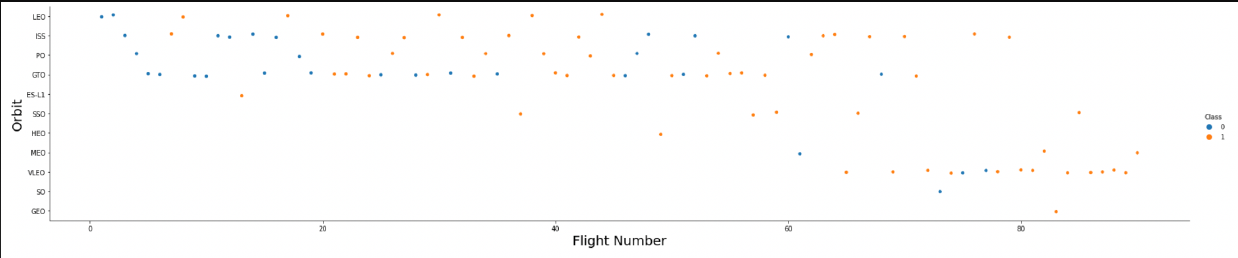 LEO
ISS
PO
GTO
ES-L1
SSO
HEO
MEO
VLEO
SO
GEO
Orbit
0
20
40
60
80
Flight Number
Class
0
1